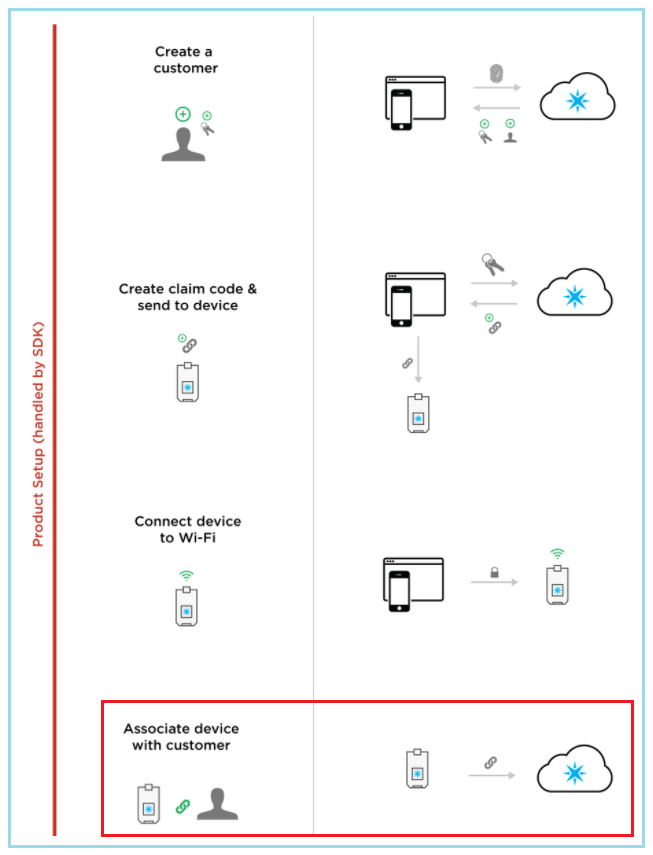 Product Setup (handled by SDK)
Create a
customer
Create claim code &
send to device
Connect device
to Wi-Fi
Associate device
with customer